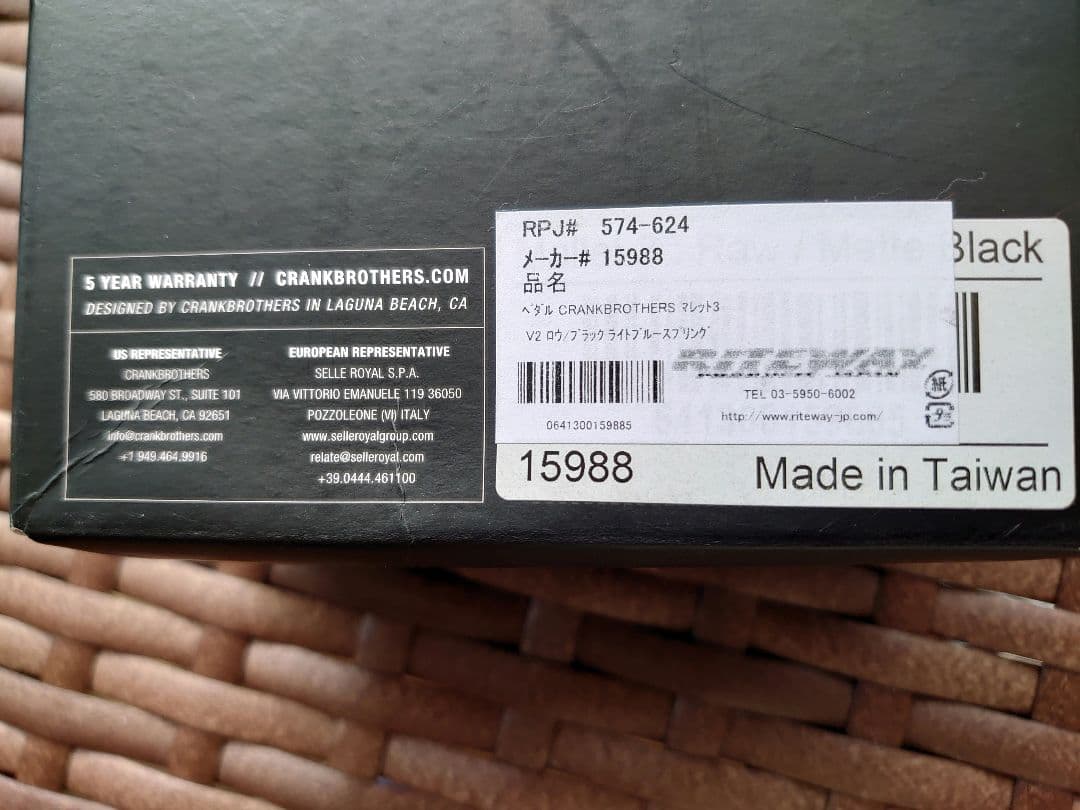 5 YEAR WARRANTY // CRANKBROTHERS.COM
DESIGNED BY CRANKBROTHERS IN LAGUNA BEACH, CA
US REPRESENTATIVE
CRANKBROTHERS
580 BROADWAY ST., SUITE 101
LAGUNA BEACH, CA 92651
info@crankbrothers.com
+1 949.464.9916
EUROPEAN REPRESENTATIVE
SELLE ROYAL S.P.A.
VIA VITTORIO EMANUELE 119 36050
POZZOLEONE (VI) ITALY
www.selleroyalgroup.com
relate@selleroyal.com
+39.0444.461100
RPJ# 574-624
メーカー# 15988
品名
ペダル CRANKBROTHERS マレット3
V2 ロウ/ブラック ライトブルースプリング
0641300159885
RITEWAY
TEL 03-5950-6002
http://www.riteway-jp.com/
紙
プラ
Black
15988
Made in Taiwan